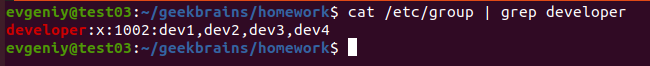 evgeniy@test03:~/geekbrains/homework$ cat /etc/group | grep developer
developer:x:1002:dev1,dev2,dev3,dev4
evgeniy@test03:~/geekbrains/homework$